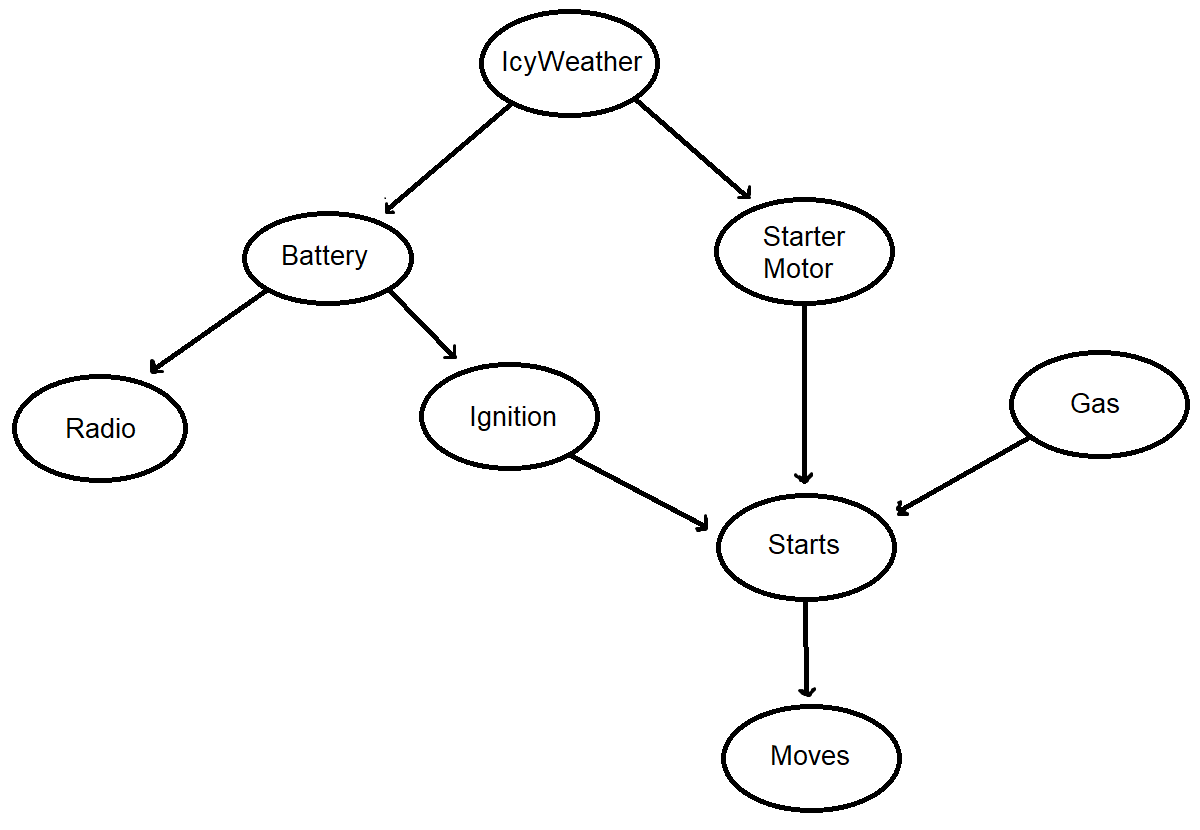 IcyWeather
Battery
Starter
Motor
Radio
Ignition
Gas
Starts
Moves